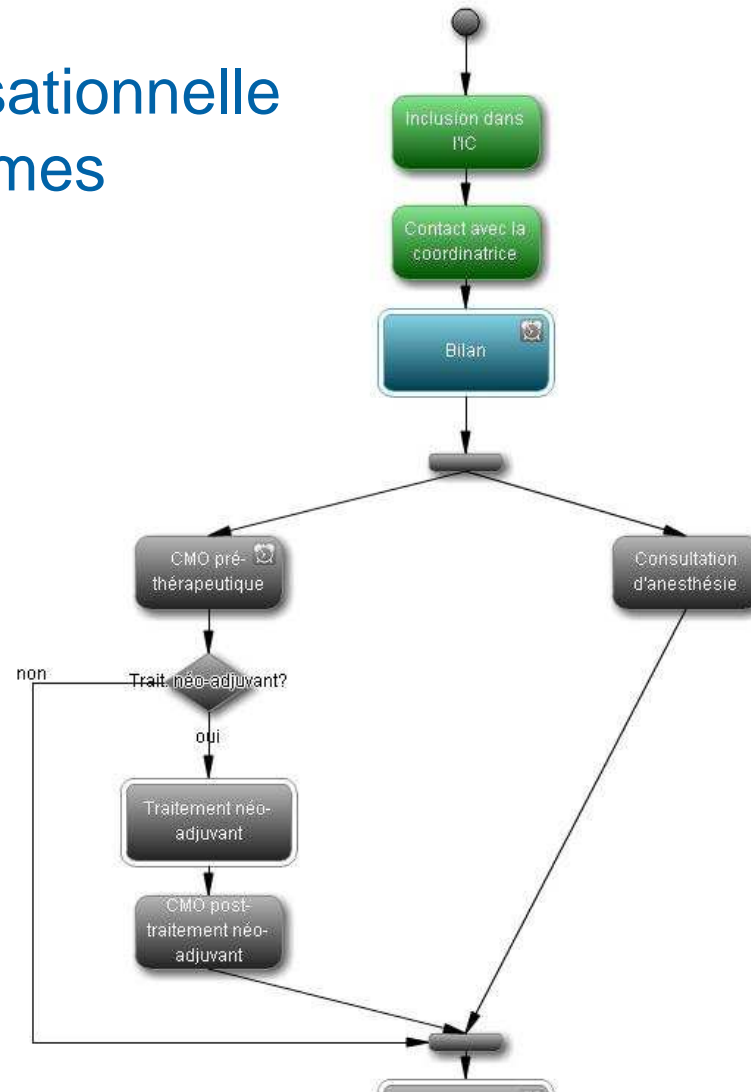 sationnelle
mes
Inclusion dans
l'IC
Contact avec la
coordinatrice
Bilan
CMO pré-
thérapeutique
Consultation
d'anesthésie
non
Trait. néo-adjuvant?
oui
Traitement néo-
adjuvant
CMO post-
traitement néo-
adjuvant